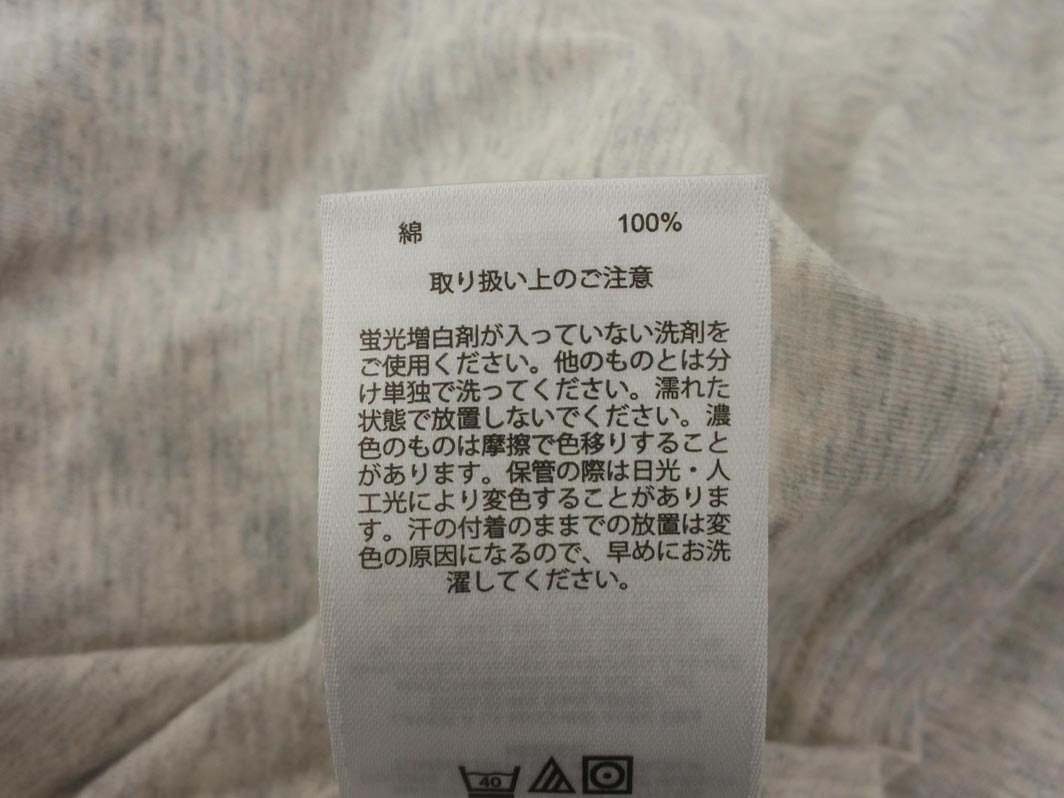 綿 100%
取り扱い上のご注意
蛍光増白剤が入っていない洗剤を
ご使用ください。他のものとは分
け単独で洗ってください。濡れた
状態で放置しないでください。濃
色のものは摩擦で色移りすること
があります。保管の際は日光・人
工光により変色することがありま
す。汗の付着のままでの放置は変
色の原因になるので、早めにお洗
濯してください。
40